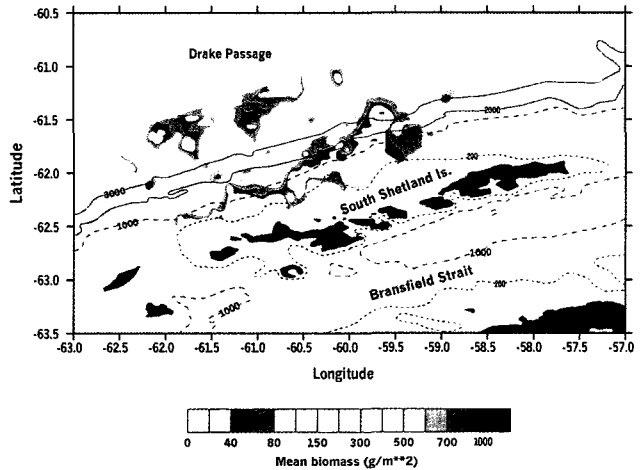 -60.5
Drake Passage
-61.0
-61.5
2000
3000
200
-62.0
South Shetland Is.
1000
-62.5
1000
-63.0
Bransfield Strait
200
1000
-63.5
Latitude
-63.0 -62.5 -62.0 -61.5 -61.0 -60.5 -60.0 -59.5 -59.0 -58.5 -58.0 -57.5 -57.0
Longitude
0 40 80 150 300 500 700 1000
Mean biomass (g/m**2)